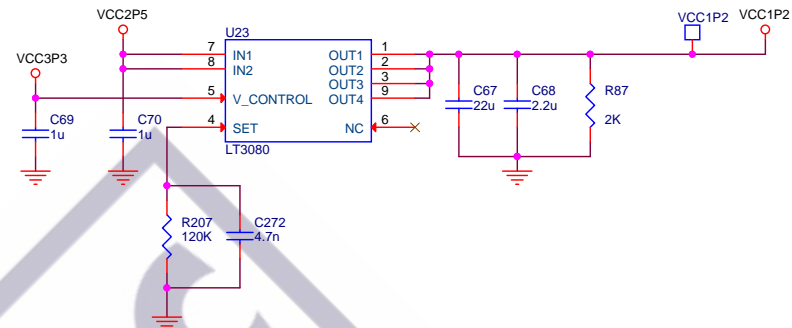 VCC2P5
VCC1P2
VCC1P2
U23
VCC3P3
7 IN1 OUT1 1
8 IN2 OUT2 2
OUT3 3
5 V_CONTROL OUT4 9
4 SET NC 6
LT3080
C69
1u
C70
1u
C67
22u
C68
2.2u
R87
2K
R207
120K
C272
4.7n